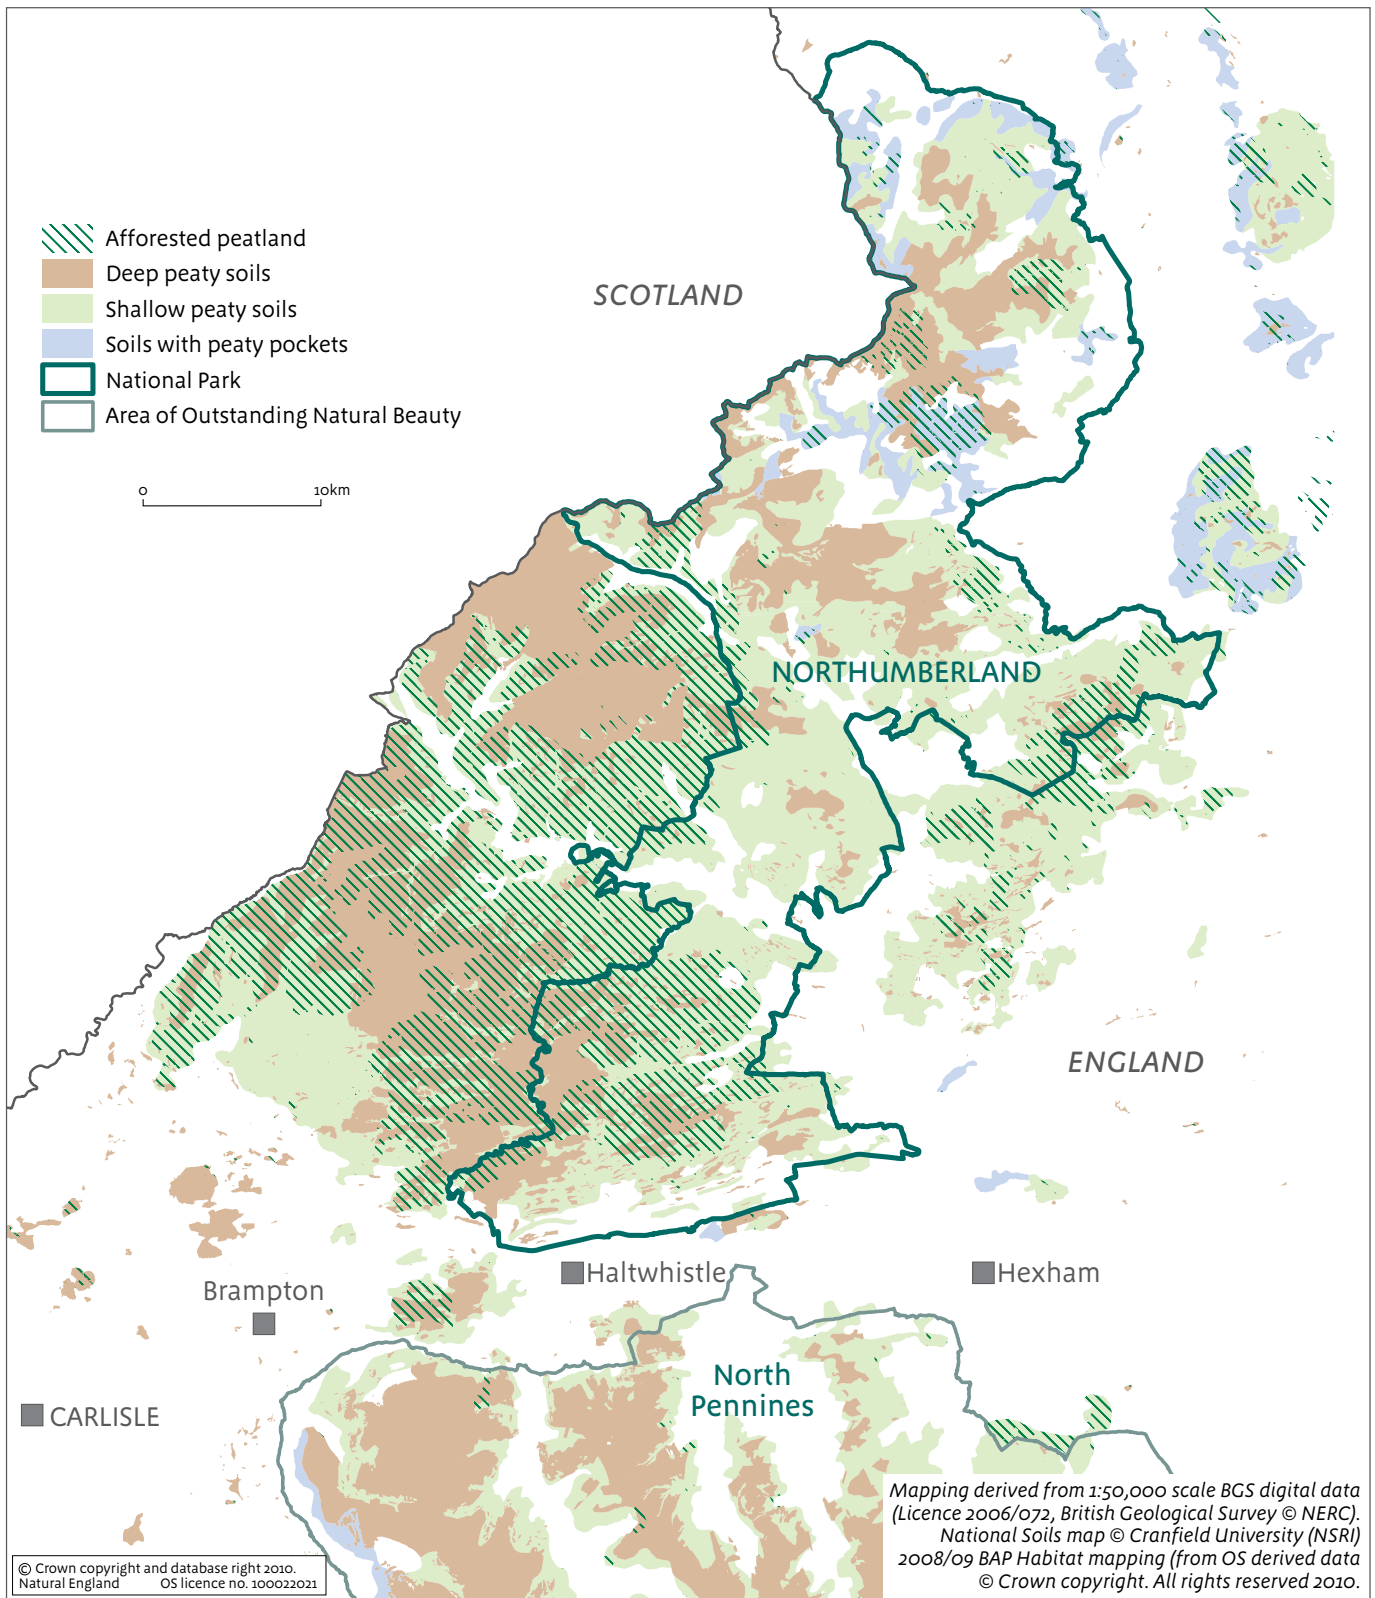 SCOTLAND
Afforested peatland
Deep peaty soils
Shallow peaty soils
Soils with peaty pockets
National Park
Area of Outstanding Natural Beauty
0 10km
NORTHUMBERLAND
ENGLAND
Haltwhistle
Hexham
Brampton
North
Pennines
CARLISLE
Mapping derived from 1:50,000 scale BGS digital data
(Licence 2006/072, British Geological Survey © NERC).
National Soils map © Cranfield University (NSRI)
2008/09 BAP Habitat mapping (from OS derived data
© Crown copyright. All rights reserved 2010.
© Crown copyright and database right 2010.
Natural England OS licence no. 100022021